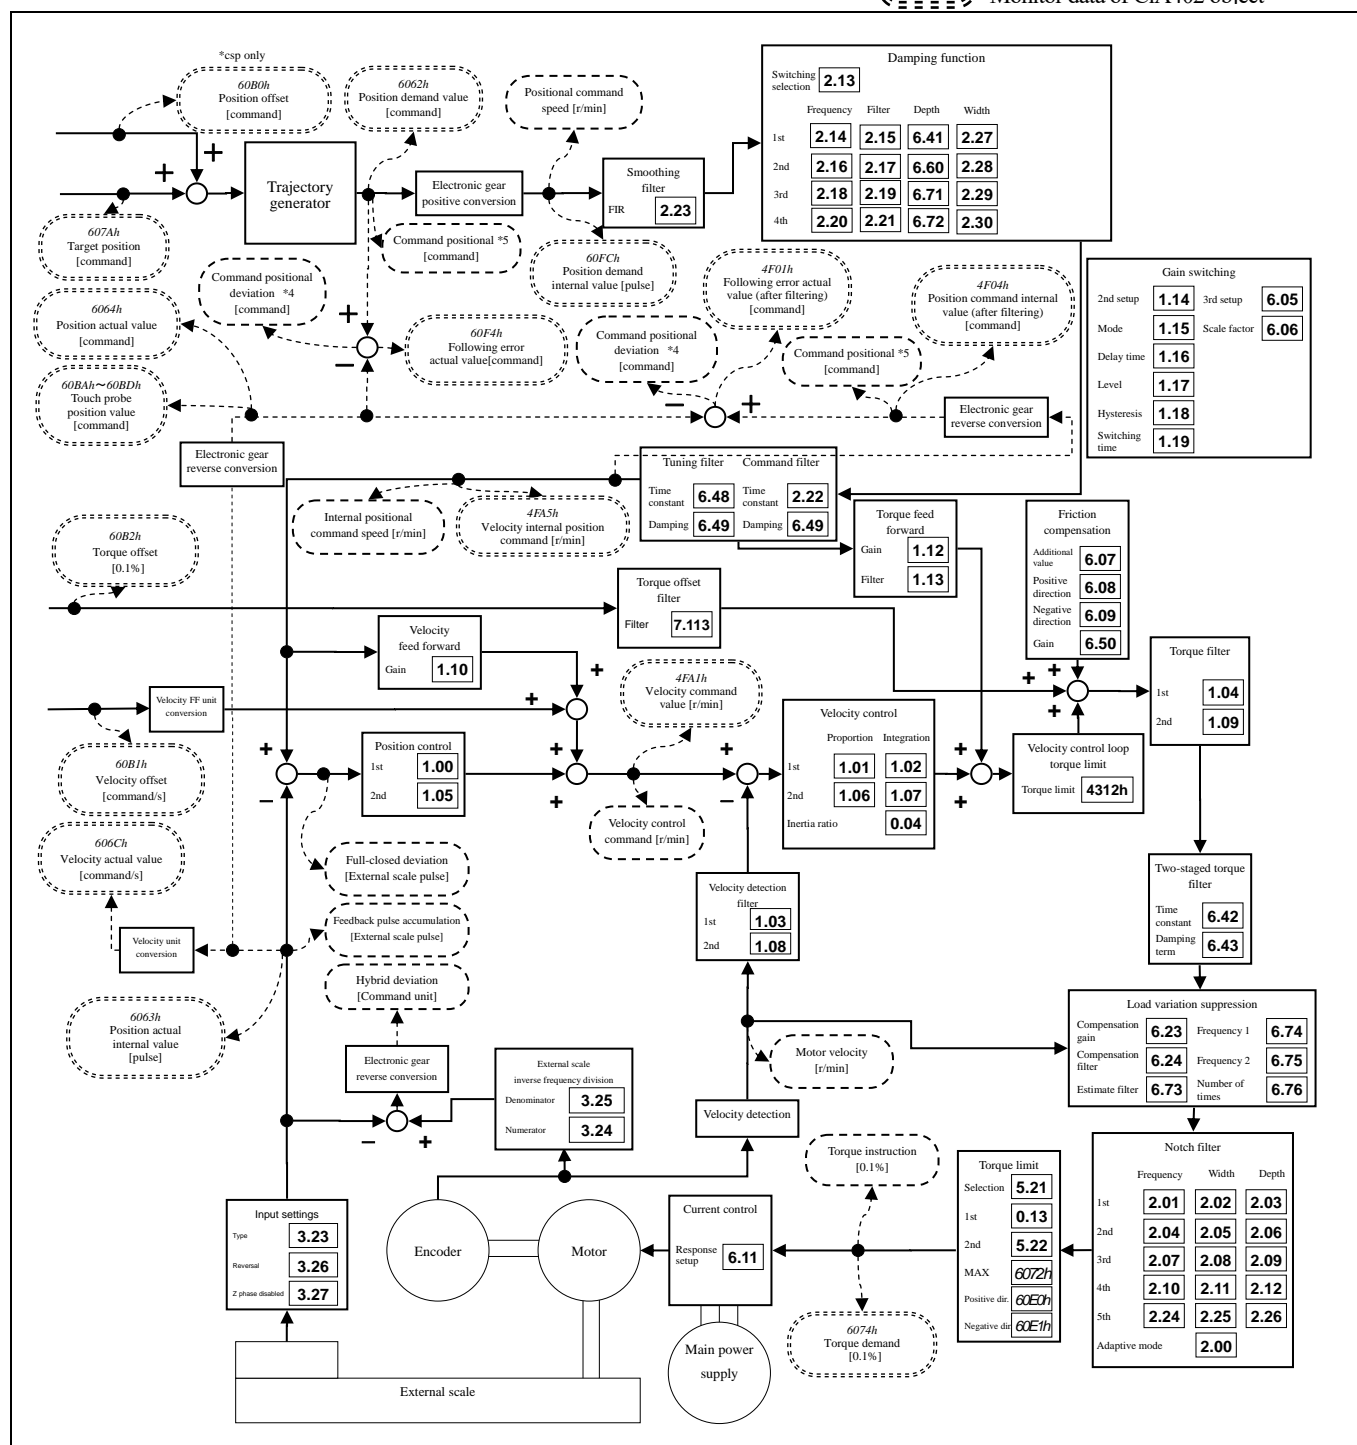 Monitor data of CiA402 object
*csp only
60B0h
Position offset
[command]
6062h
Position demand value
[command]
Positional command
speed [r/min]
Damping function
Switching
selection
2.13
Frequency Filter Depth Width
1st 2.14 2.15 6.41 2.27
2nd 2.16 2.17 6.60 2.28
3rd 2.18 2.19 6.71 2.29
4th 2.20 2.21 6.72 2.30
+
+
Trajectory
generator
Electronic gear
positive conversion
Smoothing
filter
FIR 2.23
607Ah
Target position
[command]
Command positional *5
[command]
60FCh
Position demand
internal value [pulse]
Command positional
deviation *4
[command]
4F01h
Following error actual
value (after filtering)
[command]
4F04h
Position command internal
value (after filtering)
[command]
Gain switching
2nd setup 1.14 3rd setup 6.05
Mode 1.15 Scale factor 6.06
Delay time 1.16
Level 1.17
Hysteresis 1.18
Switching
time
1.19
6064h
Position actual value
[command]
+
−
60F4h
Following error
actual value[command]
Command positional
deviation *4
[command]
Command positional *5
[command]
60BAh~60BDh
Touch probe
position value
[command]
−
+
Electronic gear
reverse conversion
Electronic gear
reverse conversion
Tuning filter Command filter
Time
constant
6.48
Time
constant
2.22
Damping 6.49 Damping 6.49
Internal positional
command speed [r/min]
4FA5h
Velocity internal position
command [r/min]
Torque feed
forward
Gain 1.12
Filter 1.13
Friction
compensation
Additional
value
6.07
Positive
direction
6.08
Negative
direction
6.09
Gain 6.50
60B2h
Torque offset
[0.1%]
Torque offset
filter
Filter 7.113
Velocity
feed forward
Gain 1.10
+
4FA1h
Velocity command
value [r/min]
+
+
+
Torque filter
1st 1.04
2nd 1.09
Velocity FF unit
conversion
+
Velocity control
Proportion Integration
1st 1.01 1.02
2nd 1.06 1.07
Inertia ratio 0.04
Velocity control loop
torque limit
Torque limit 4312h
60B1h
Velocity offset
[command/s]
+
−
Position control
1st 1.00
2nd 1.05
+
+
+
−
+
+
606Ch
Velocity actual value
[command/s]
Velocity control
command [r/min]
Full-closed deviation
[External scale pulse]
Two-staged torque
filter
Time
constant
6.42
Damping
term
6.43
Velocity detection
filter
1st 1.03
2nd 1.08
Feedback pulse accumulation
[External scale pulse]
Velocity unit
conversion
Hybrid deviation
[Command unit]
6063h
Position actual
internal value
[pulse]
Load variation suppression
Compensation
gain
6.23 Frequency 1 6.74
Compensation
filter
6.24 Frequency 2 6.75
Estimate filter 6.73 Number of
times
6.76
Electronic gear
reverse conversion
External scale
inverse frequency division
Denominator 3.25
Numerator 3.24
Motor velocity
[r/min]
Velocity detection
−
+
Notch filter
Frequency Width Depth
1st 2.01 2.02 2.03
2nd 2.04 2.05 2.06
3rd 2.07 2.08 2.09
4th 2.10 2.11 2.12
5th 2.24 2.25 2.26
Adaptive mode 2.00
Torque instruction
[0.1%]
Torque limit
Selection 5.21
1st 0.13
2nd 5.22
MAX 6072h
Positive dir. 60E0h
Negative dir 60E1h
Input settings
Type 3.23
Reversal 3.26
Z phase disabled 3.27
Encoder
Motor
Current control
Response
setup
6.11
6074h
Torque demand
[0.1%]
Main power
supply
External scale